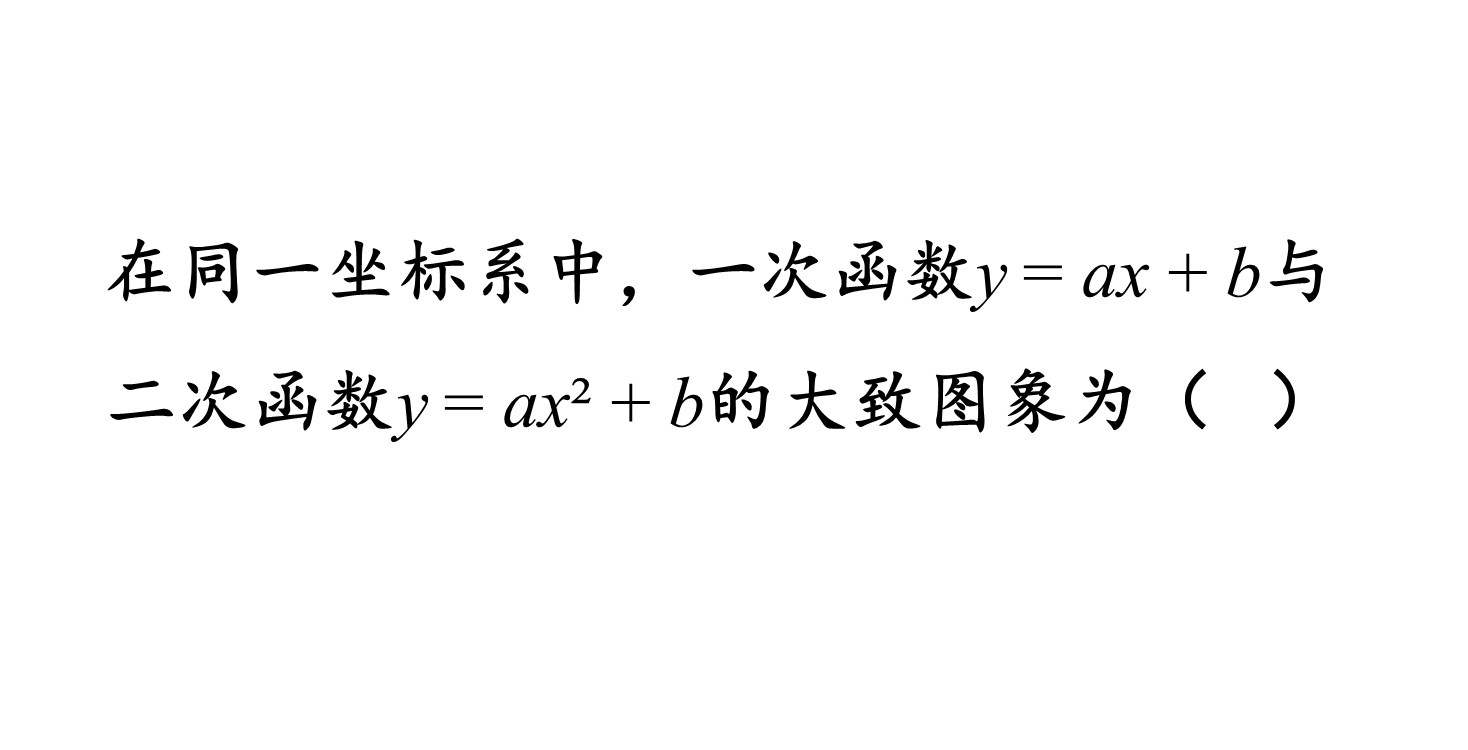 在同一坐标系中，一次函数y = ax + b与
二次函数y = ax² + b的大致图象为（ ）